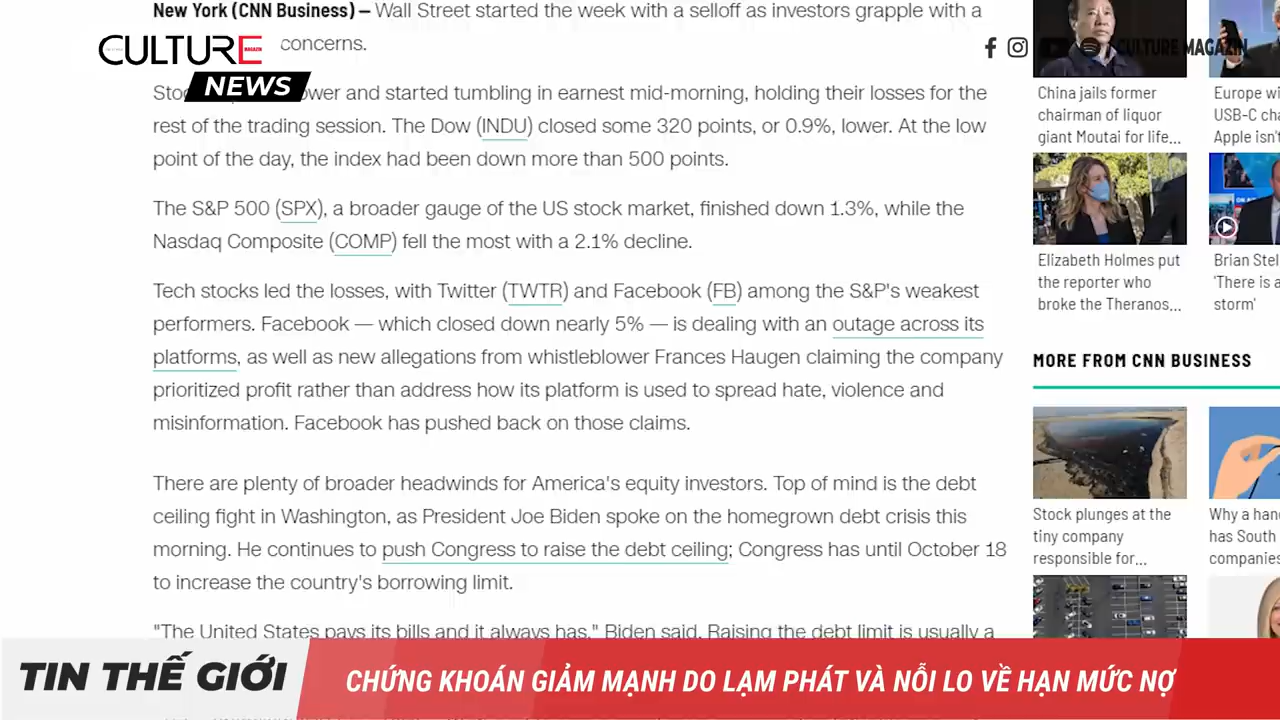 New York (CNN Business) — Wall Street started the week with a selloff as investors grapple with a
concerns.
CULTURE
MAGAZIN
NEWS
CULTURE MAGAZIN
ower and started tumbling in earnest mid-morning, holding their losses for the
rest of the trading session. The Dow (INDU) closed some 320 points, or 0.9%, lower. At the low
point of the day, the index had been down more than 500 points.
The S&P 500 (SPX), a broader gauge of the US stock market, finished down 1.3%, while the
Nasdaq Composite (COMP) fell the most with a 2.1% decline.
Tech stocks led the losses, with Twitter (TWTR) and Facebook (FB) among the S&P's weakest
performers. Facebook — which closed down nearly 5% — is dealing with an outage across its
platforms, as well as new allegations from whistleblower Frances Haugen claiming the company
prioritized profit rather than address how its platform is used to spread hate, violence and
misinformation. Facebook has pushed back on those claims.
There are plenty of broader headwinds for America's equity investors. Top of mind is the debt
ceiling fight in Washington, as President Joe Biden spoke on the homegrown debt crisis this
morning. He continues to push Congress to raise the debt ceiling; Congress has until October 18
to increase the country's borrowing limit.
"The United States pays its bills and it always has," Biden said. Raising the debt limit is usually a
China jails former
chairman of liquor
giant Moutai for life...
Europe wi
USB-C cha
Apple isn't
Elizabeth Holmes put
the reporter who
broke the Theranos...
Brian Stel
'There is a
storm'
MORE FROM CNN BUSINESS
Stock plunges at the
tiny company
responsible for...
Why a han
has South
companies
TIN THẾ GIỚI
CHỨNG KHOÁN GIẢM MẠNH DO LẠM PHÁT VÀ NỖI LO VỀ HẠN MỨC NỢ